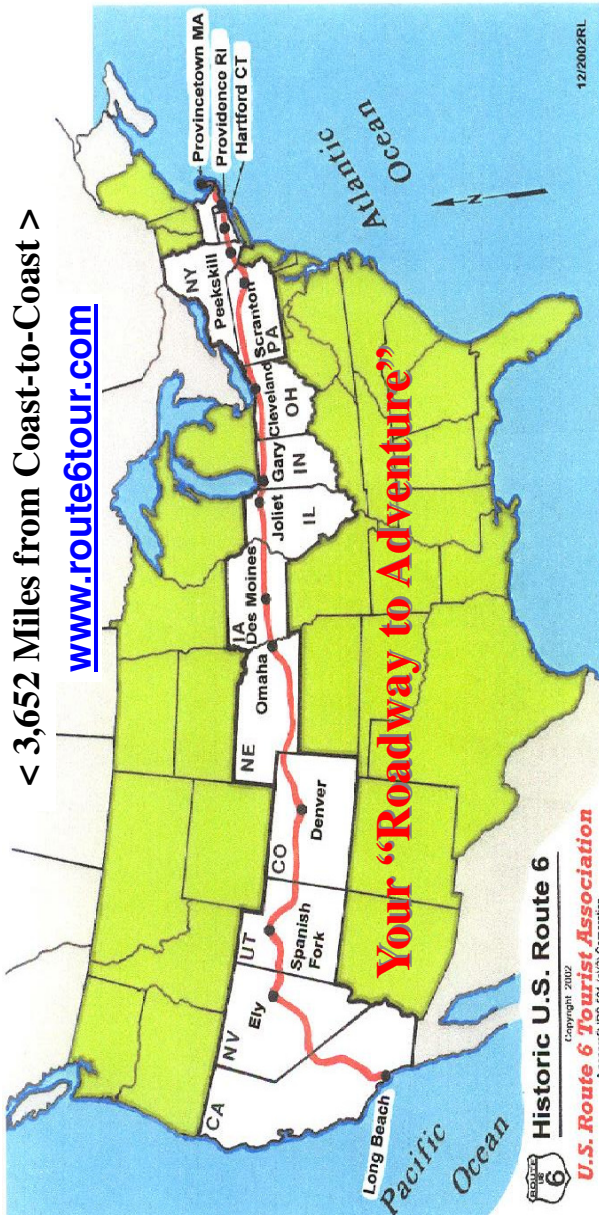 < 3,652 Miles from Coast-to-Coast >
www.route6tour.com
Provincetown MA
Providence RI
Hartford CT
NY
Peekskill
Scranton
PA
Cleveland
OH
Gary
IN
Joliet
IL
IA
Des Moines
Omaha
NE
Denver
CO
UT
Spanish
Fork
Ely
NV
CA
Long Beach
Pacific
Ocean
Atlantic
Ocean
N
Your “Roadway to Adventure”
ROUTE
US
6
Historic U.S. Route 6
Copyright 2002
U.S. Route 6 Tourist Association
12/2002RL